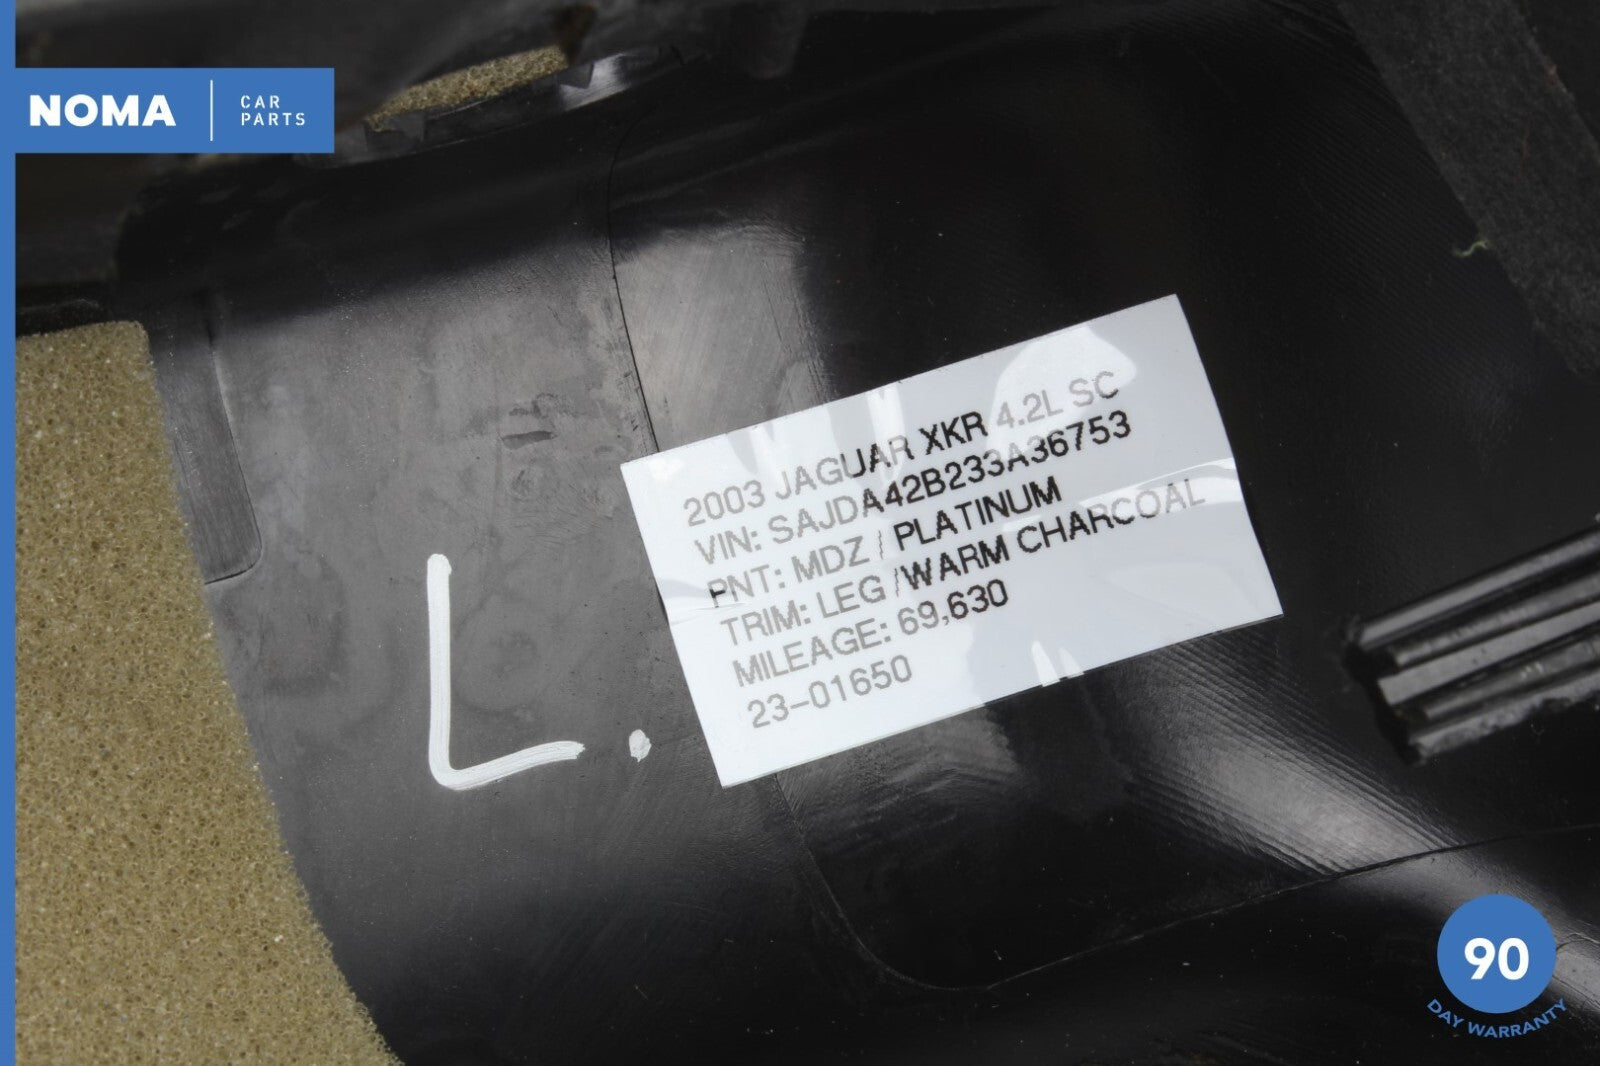 NOMA
CAR
PARTS
2003 JAGUAR XKR 4.2L SC
VIN: SAJDA42B233A36753
PNT: MDZ / PLATINUM
TRIM: LEG /WARM CHARCOAL
MILEAGE: 69,630
23-01650
L.
90
DAY WARRANTY